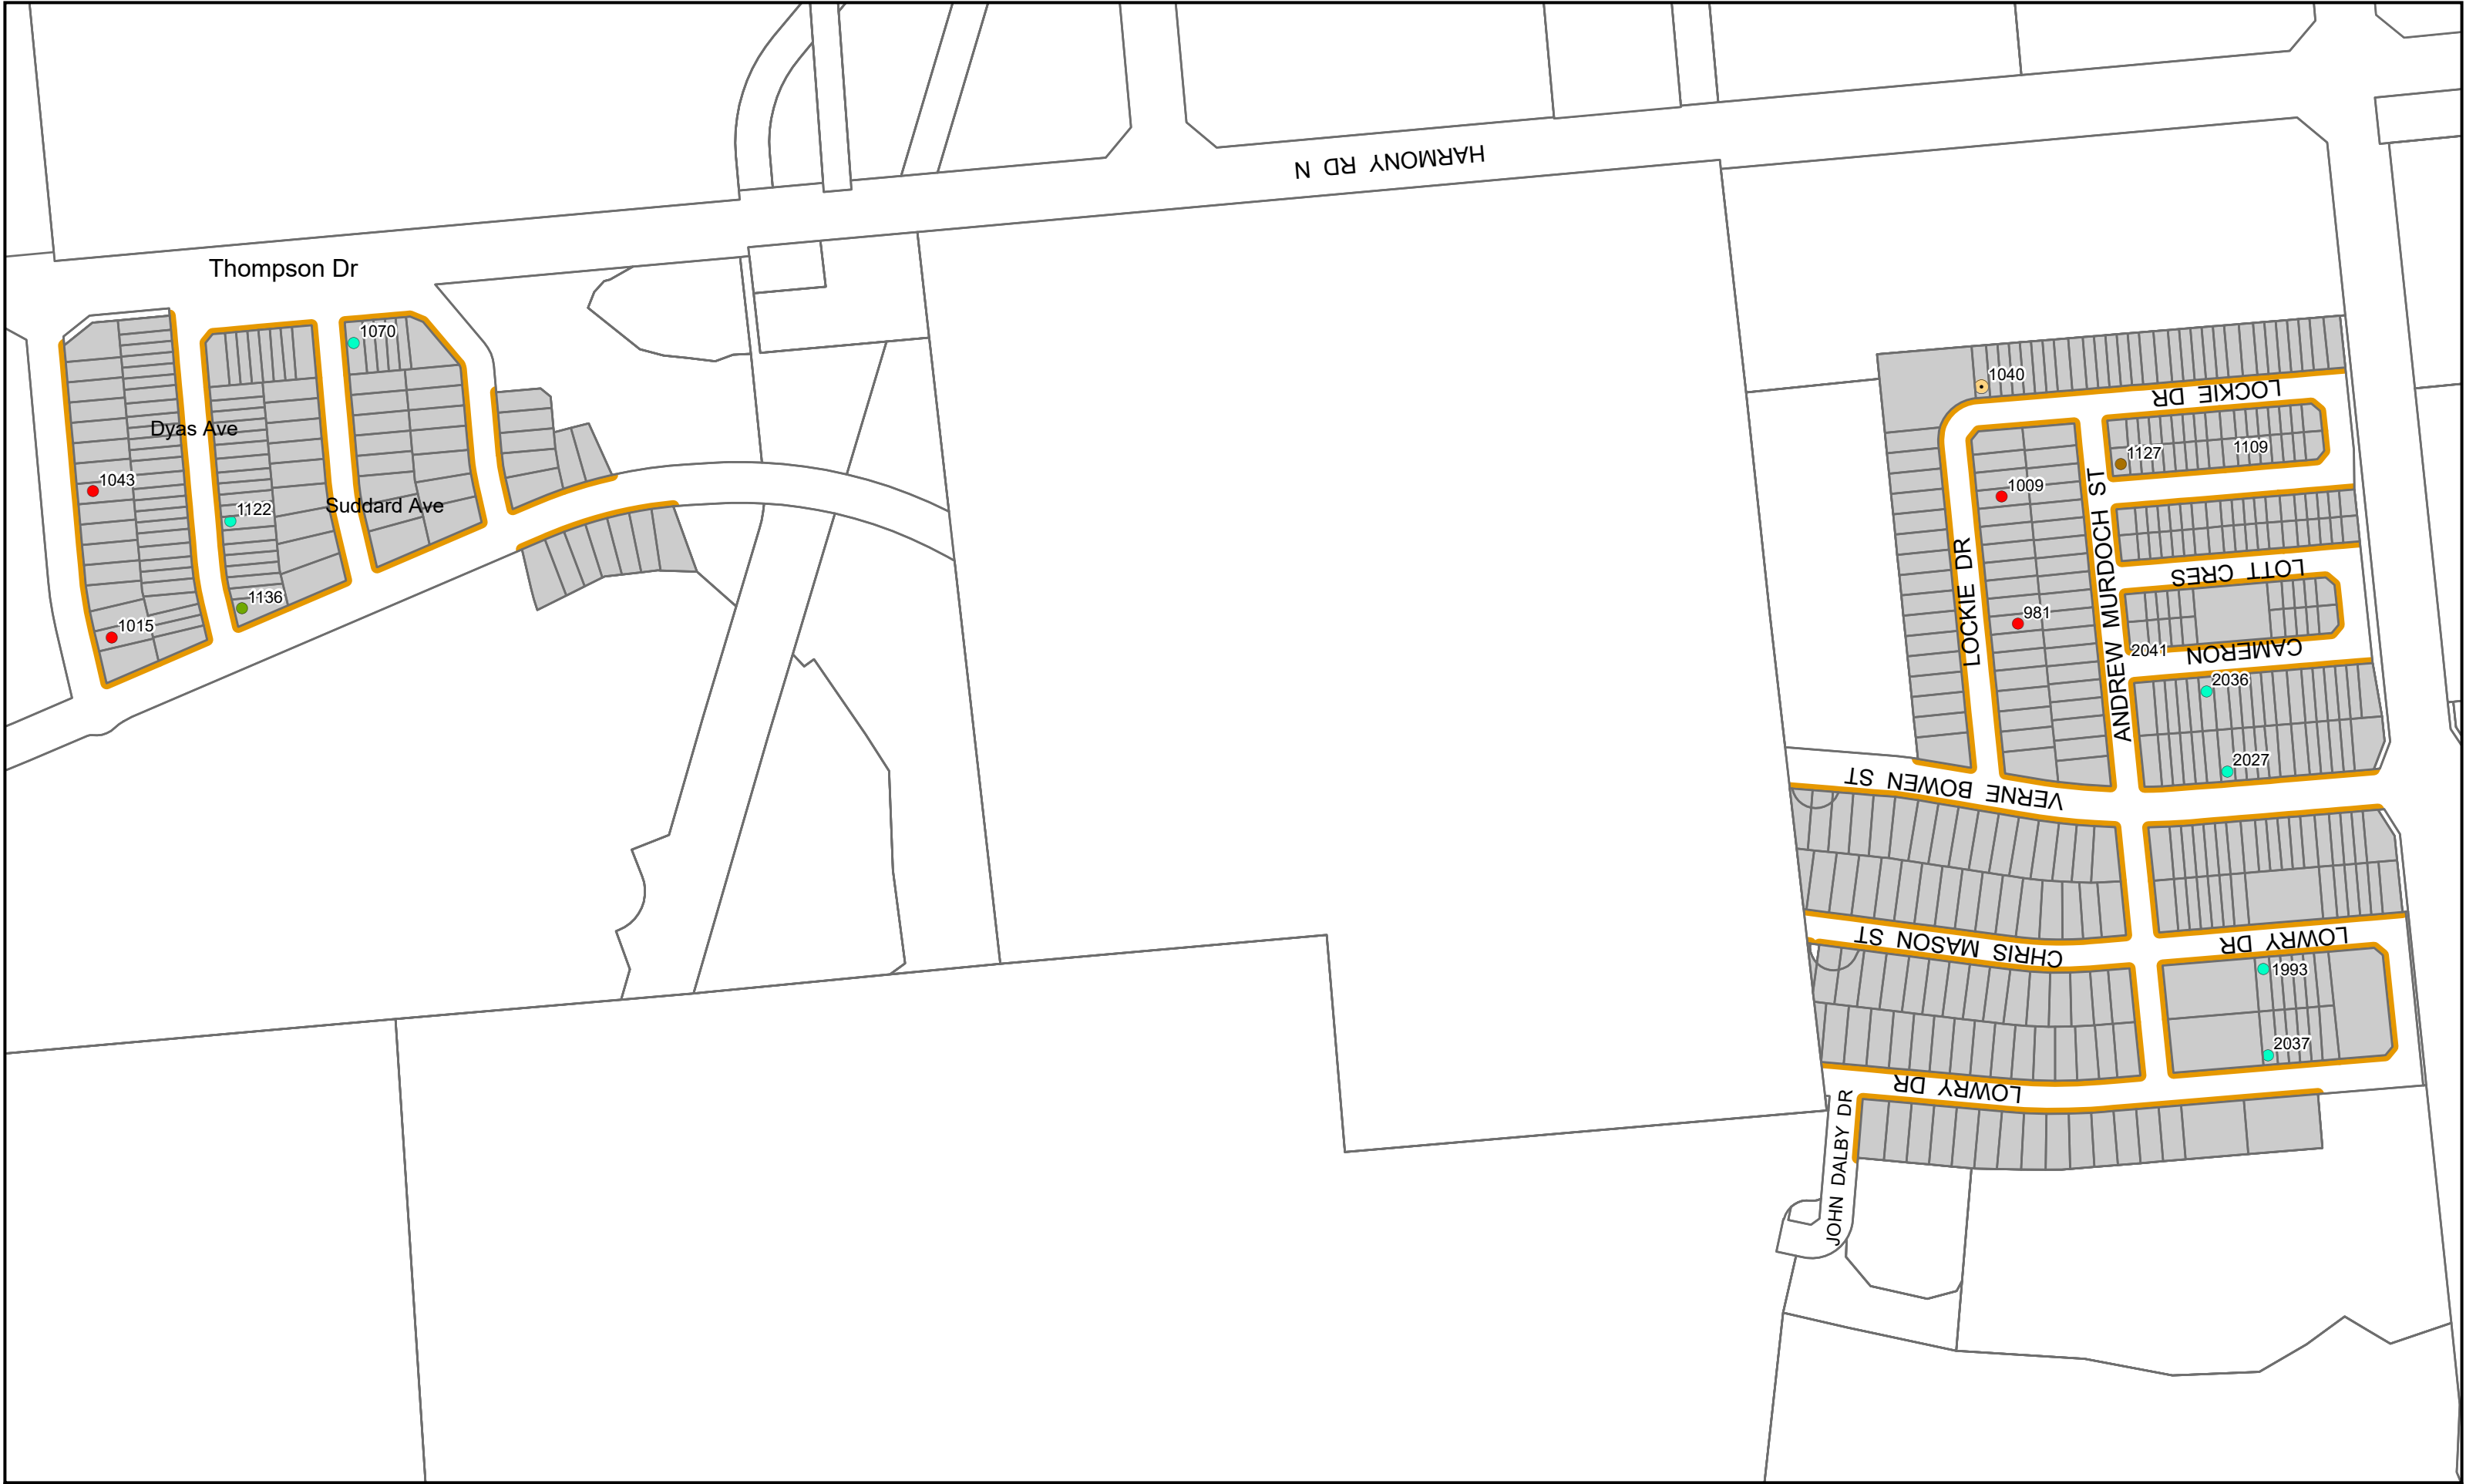 HARMONY RD N
Thompson Dr
1070
1040
LOCKIE DR
Dyas Ave
1127
1109
1043
1009
1122
Suddard Ave
LOCKIE DR
ANDREW MURDOCH ST
LOTT CRES
1136
981
1015
2041
CAMERON
2036
2027
VERNE BOWEN ST
CHRIS MASON ST
LOWRY DR
1993
2037
LOWRY DR
JOHN DALBY DR